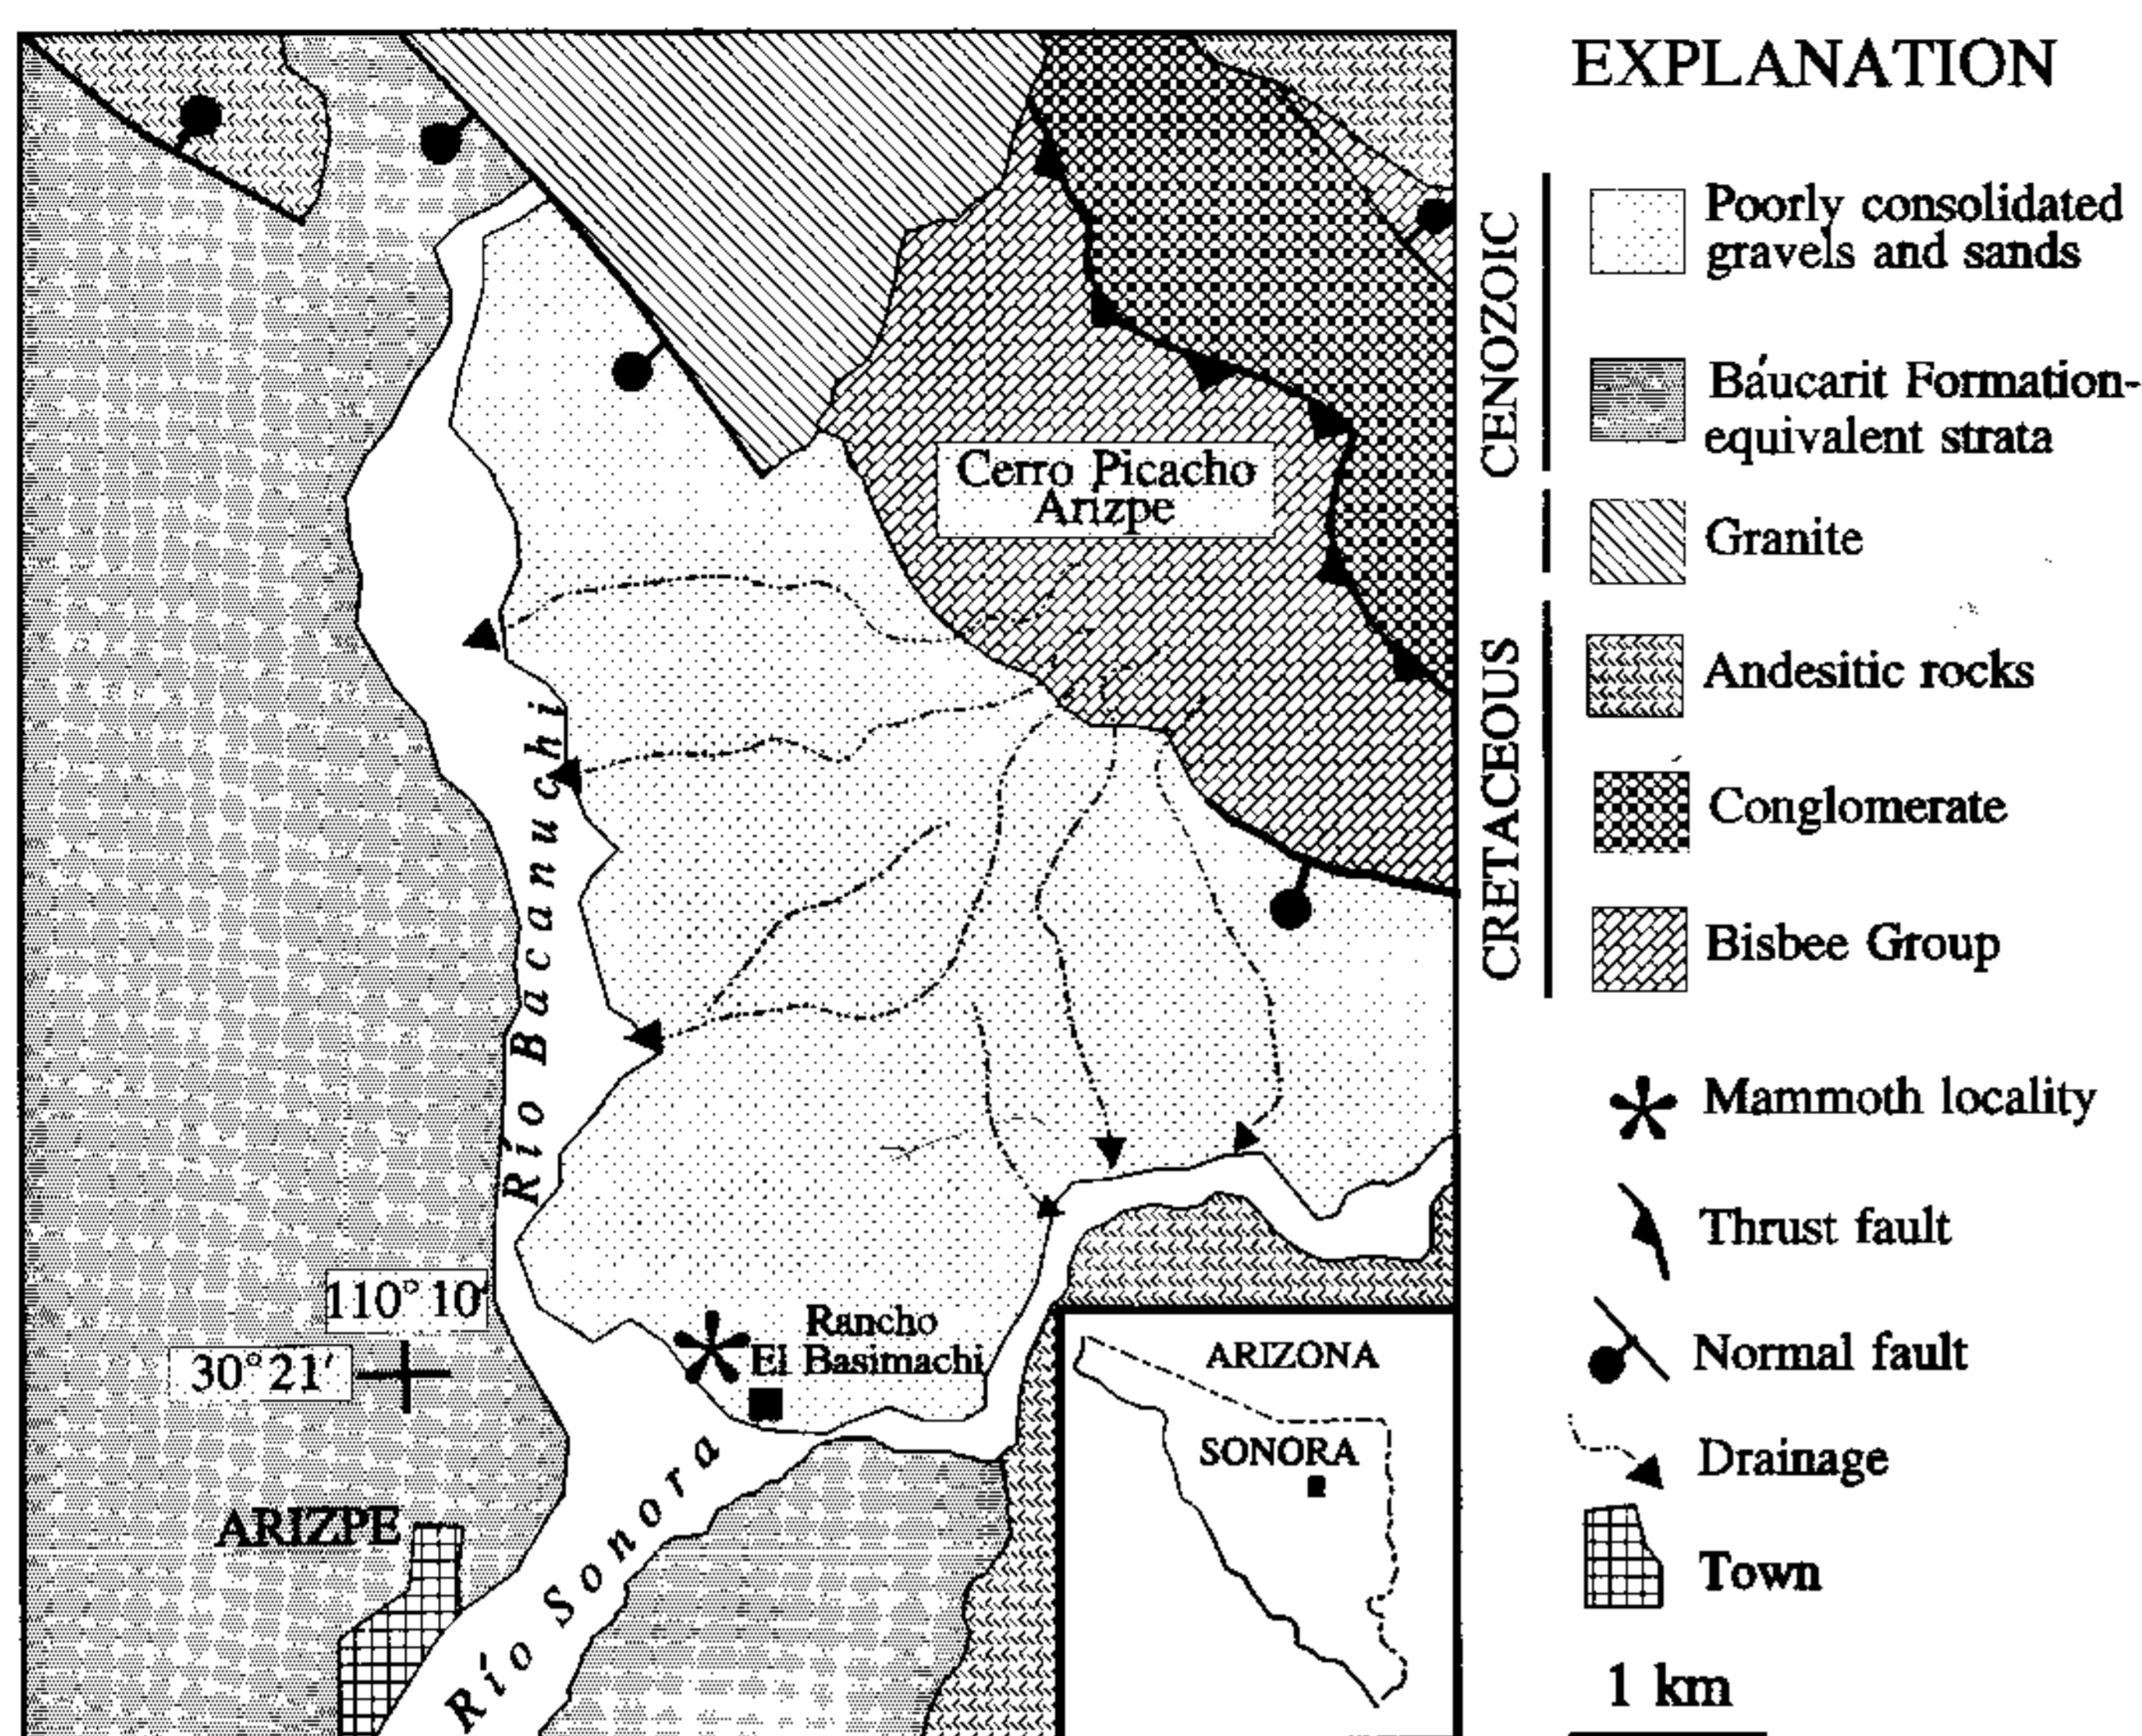 EXPLANATION
CENOZOIC
Poorly consolidated
gravels and sands
Báucarit Formation-
equivalent strata
Granite
CRETACEOUS
Andesitic rocks
Conglomerate
Bisbee Group
Mammoth locality
Thrust fault
Normal fault
Drainage
Town
1 km
Cerro Picacho
Arizpe
Río Bacanuchi
110° 10'
30° 21'
Rancho
El Basimachi
ARIZPE
Río Sonora
ARIZONA
SONORA